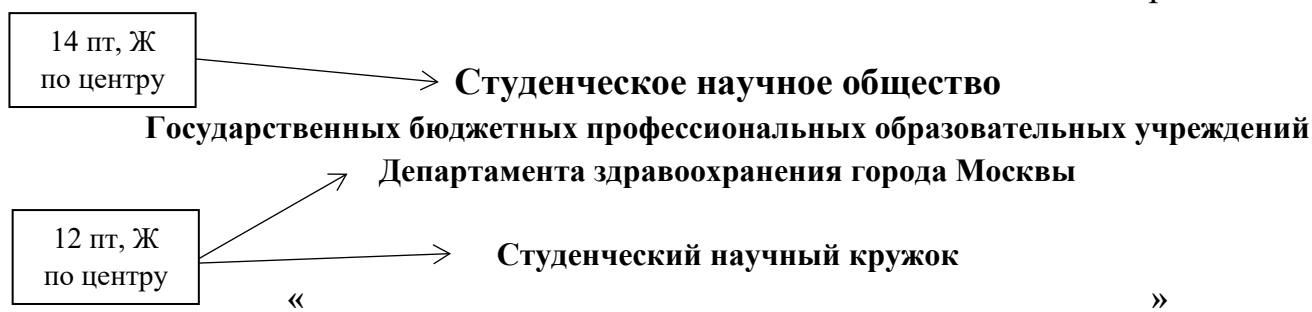 14 пт, Ж
по центру
Студенческое научное общество
Государственных бюджетных профессиональных образовательных учреждений
Департамента здравоохранения города Москвы
12 пт, Ж
по центру
Студенческий научный кружок
« »